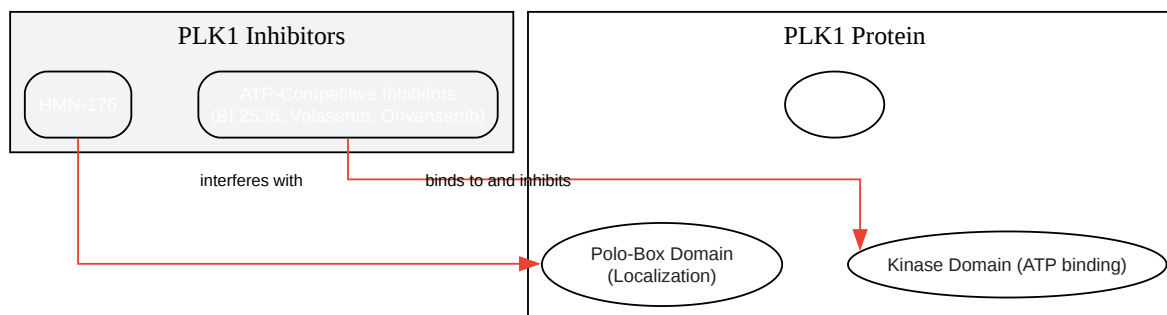 PLK1 Inhibitors
HMN-176
ATP-Competitive Inhibitors
(BI 2536, Volasertib, Onvansertib)
interferes with
PLK1 Protein
binds to and inhibits
Polo-Box Domain
(Localization)
Kinase Domain (ATP binding)